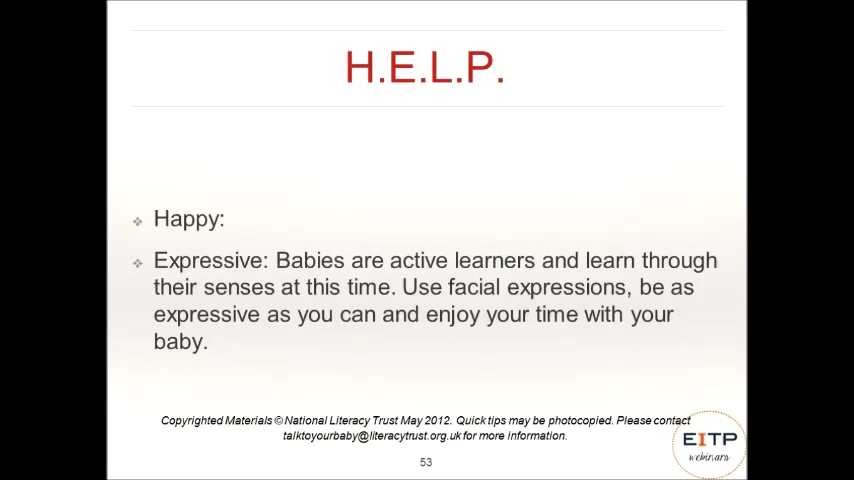 H.E.L.P.
Happy:
Expressive: Babies are active learners and learn through
their senses at this time. Use facial expressions, be as
expressive as you can and enjoy your time with your
baby.
Copyrighted Materials © National Literacy Trust May 2012. Quick tips may be photocopied. Please contact
talktoyourbaby@literacytrust.org.uk for more information.
EITP
webinars
53